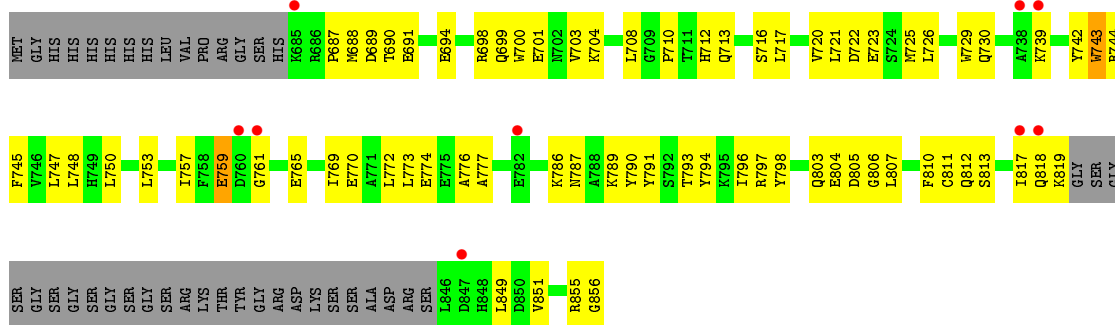 MET GLY HIS HIS HIS HIS HIS HIS LEU VAL PRO ARG GLY SER HIS K685 R686 P687 M688 D689 T690 E691 E694 R698 Q699 W700 E701 N702 V703 K704 L708 G709 P710 T711 H712 Q713 S716 L717 V720 L721 D722 E723 S724 M725 L726 W729 Q730 A738 K739 Y742 W743
F745 V746 L747 L748 H749 L750 L753 I757 F758 E759 D760 G761 E765 I769 E770 A771 L772 L773 E774 E775 A776 A777 E782 K786 N787 A788 K789 Y790 Y791 S792 T793 Y794 K795 I796 R797 Y798 Q803 E804 D805 G806 L807 F810 C811 Q812 S813 I817 Q818 K819 GLY SER GLY
SER GLY SER GLY SER GLY SER GLY SER ARG LYS THR TYR GLY ARG ASP LYS SER SER ALA ASP ARG SER L846 D847 H848 L849 D850 V851 R855 G856